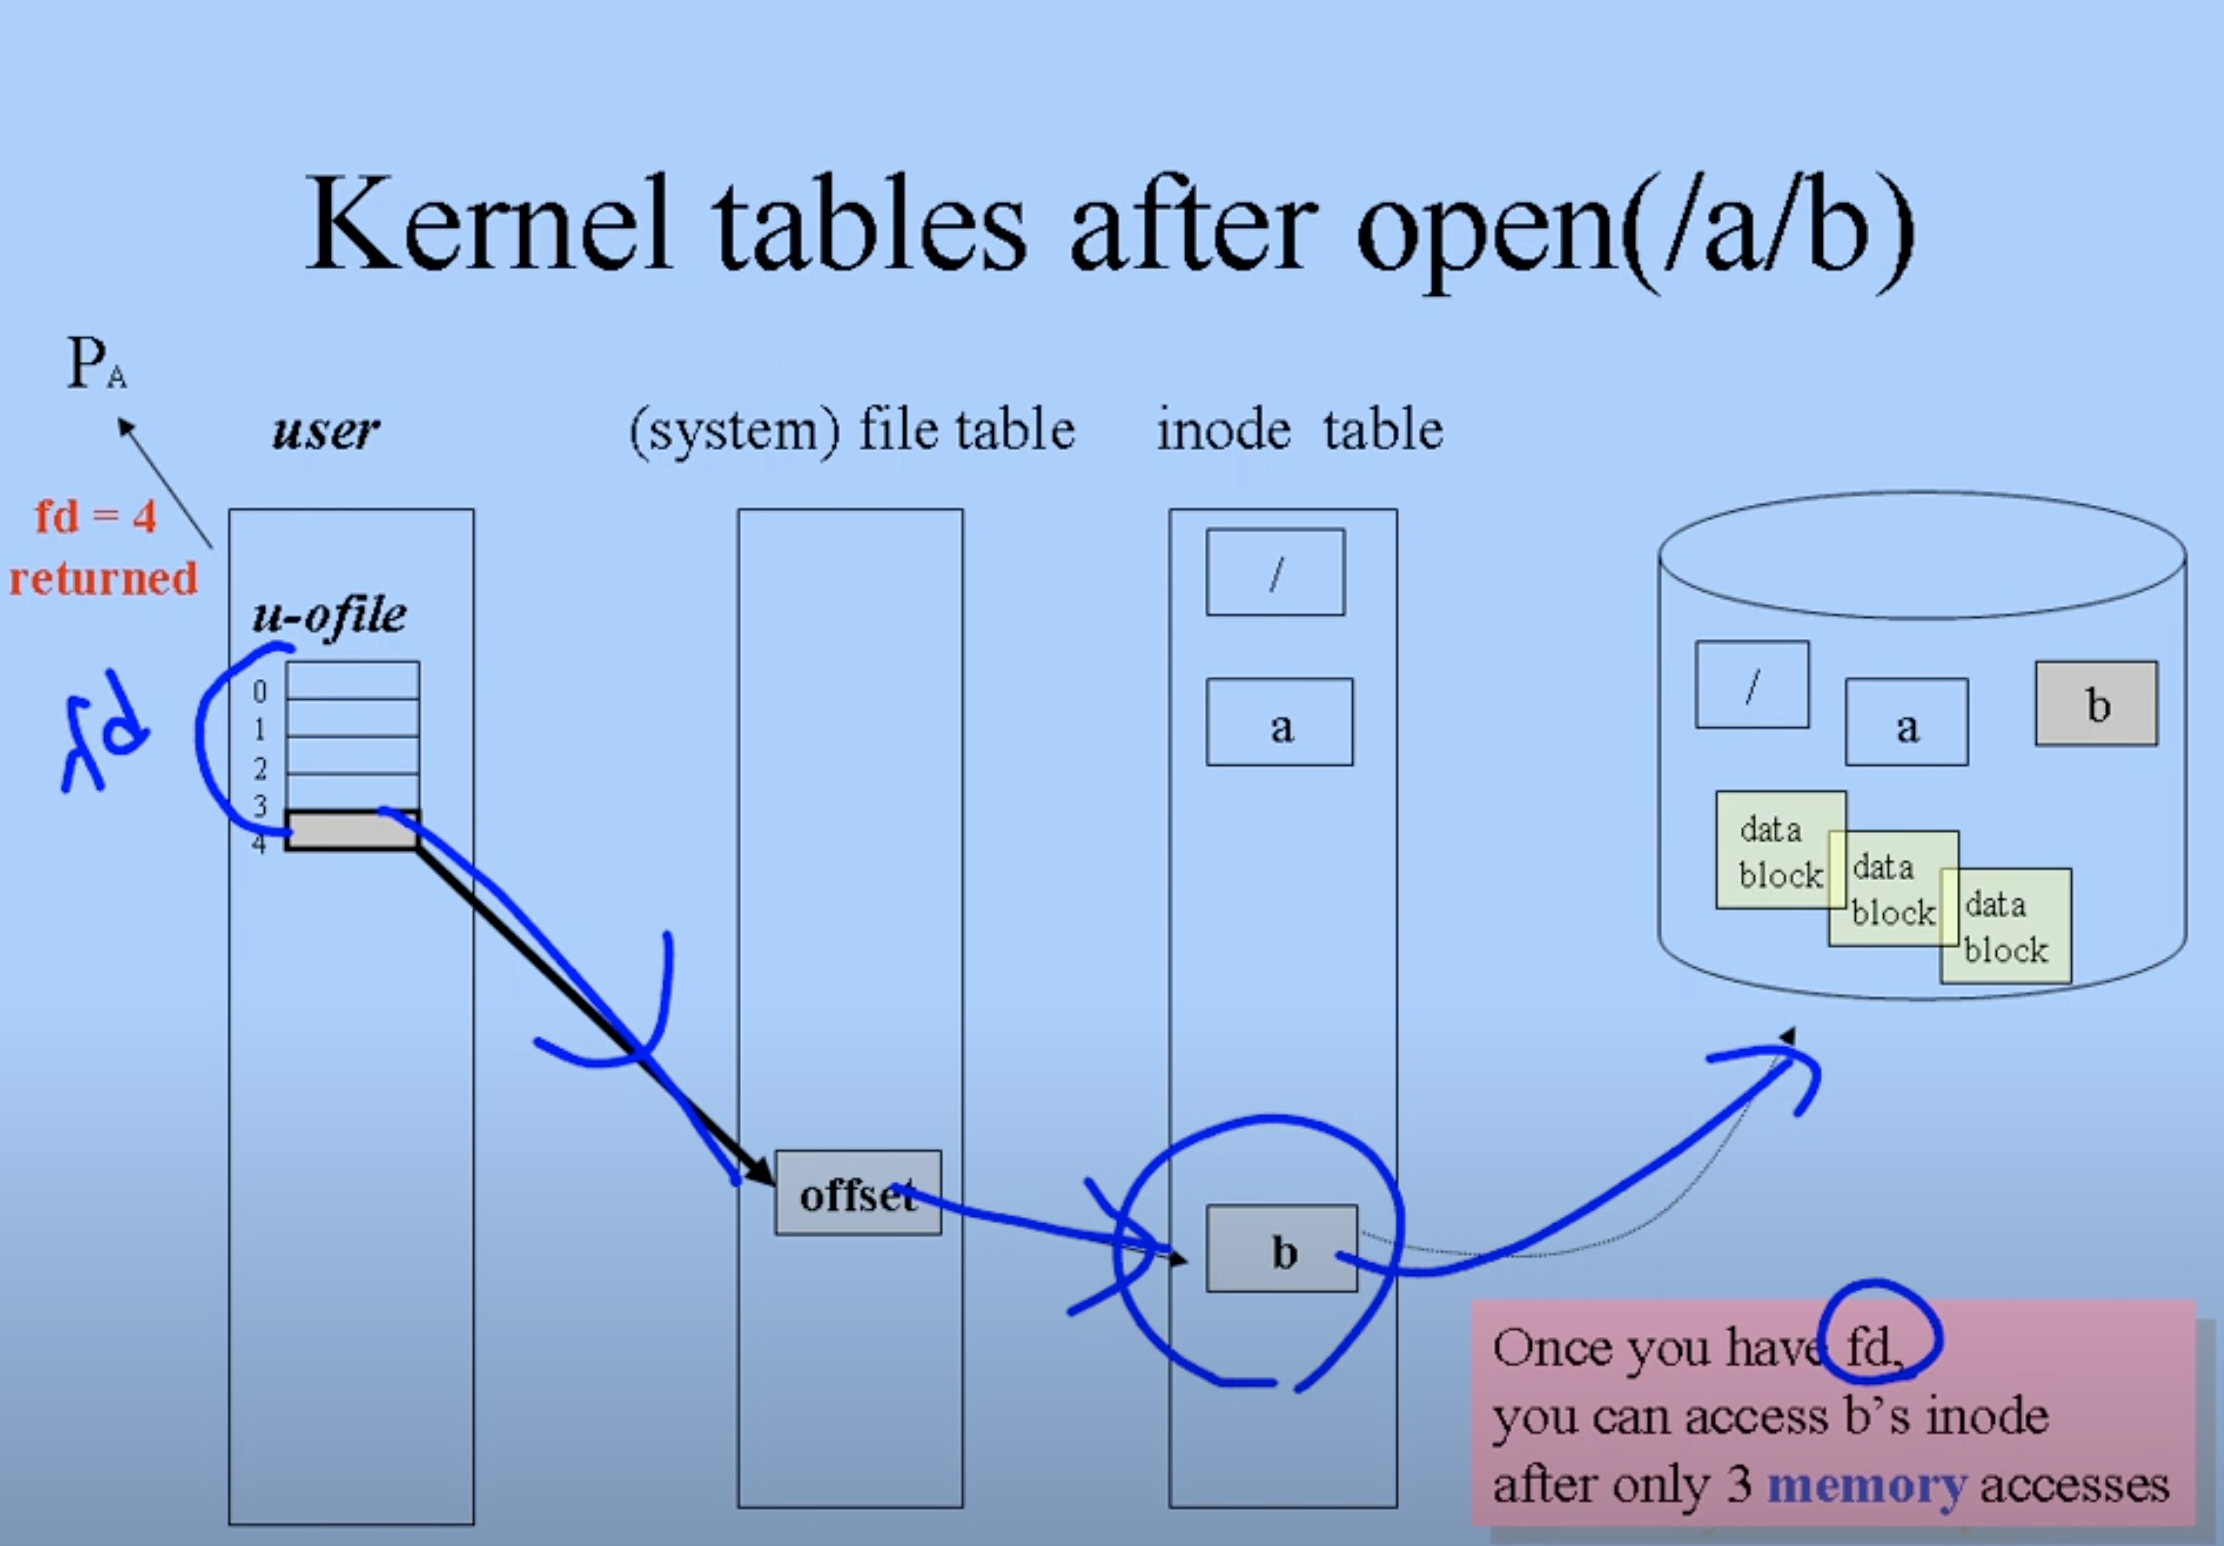 Kernel tables after open(/a/b)
PA
user
(system) file table
inode table
fd = 4
returned
u-ofile
fd
0
1
2
3
4
/
a
offset
b
/
a
b
data
block
data
block
data
block
Once you have fd,
you can access b's inode
after only 3 memory accesses